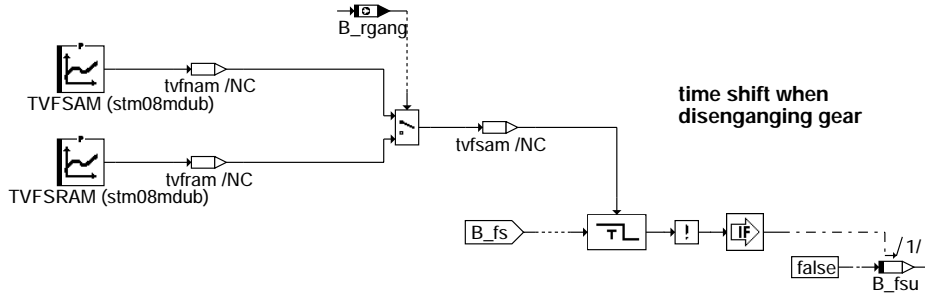 B_rgang
P
tvfnam /NC
TVFSAM (stm08mdub)
time shift when
disenganging gear
tvfsam /NC
P
tvfram /NC
TVFSRAM (stm08mdub)
B_fs
T
!
IF
/1/
false
B_fsu